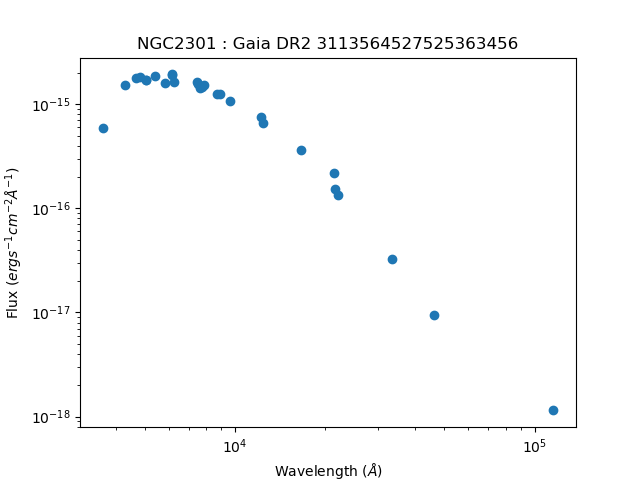 NGC2301 : Gaia DR2 3113564527525363456
Flux (ergs⁻¹cm⁻²Å⁻¹)
10⁻¹⁵
10⁻¹⁶
10⁻¹⁷
10⁻¹⁸
10⁴ 10⁵
Wavelength (Å)